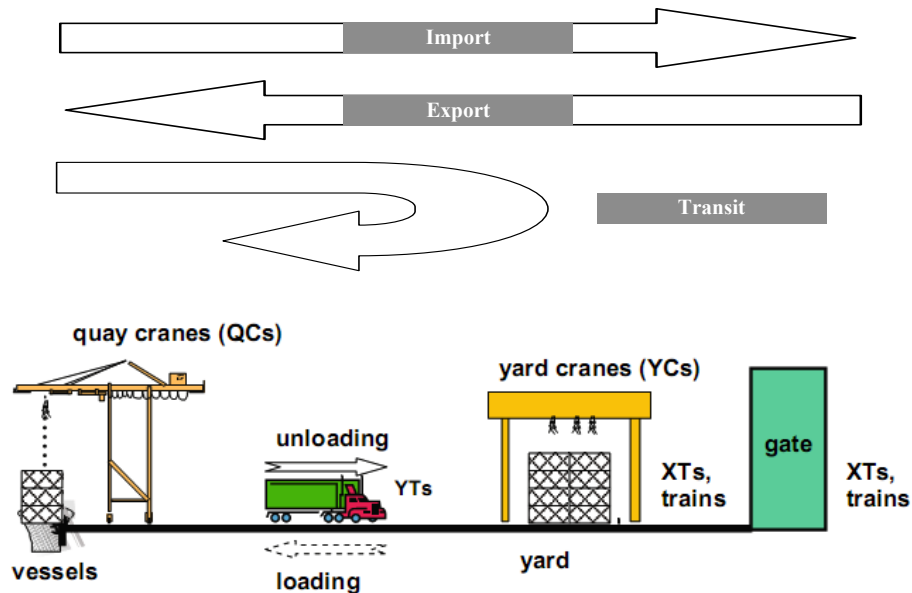 Import
Export
Transit
quay cranes (QCs)
yard cranes (YCs)
unloading
YTs
gate
XTs,
trains
XTs,
trains
vessels
loading
yard